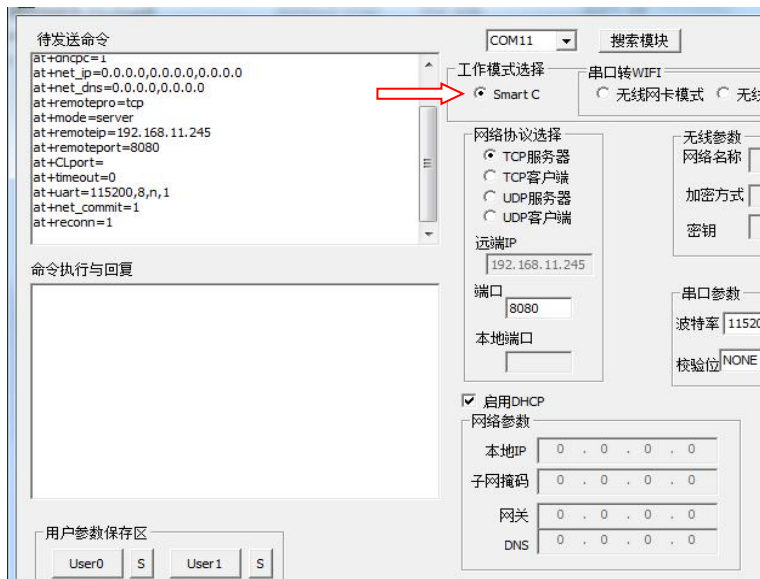 待发送命令
COM11
搜索模块
at+dhcpc=1
at+net_ip=0.0.0.0,0.0.0.0,0.0.0.0
at+net_dns=0.0.0.0,0.0.0.0
at+remotepro=tcp
at+mode=server
at+remoteip=192.168.11.245
at+remoteport=8080
at+CLport=
at+timeout=0
at+uart=115200,8,n,1
at+net_commit=1
at+reconn=1
工作模式选择
Smart C
串口转WIFI
无线网卡模式
网络协议选择
TCP服务器
TCP客户端
UDP服务器
UDP客户端
远端IP
192.168.11.245
端口
8080
本地端口
无线参数
网络名称
加密方式
密钥
串口参数
波特率
校验位 NONE
命令执行与回复
启用DHCP
网络参数
本地IP 0 . 0 . 0 . 0
子网掩码 0 . 0 . 0 . 0
网关 0 . 0 . 0 . 0
DNS 0 . 0 . 0 . 0
用户参数保存区
User0 S User1 S